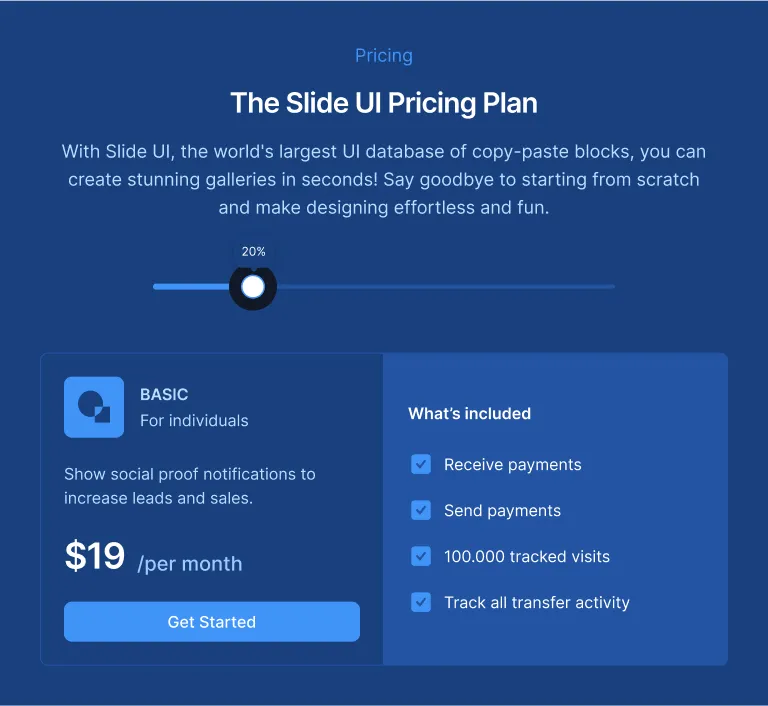 Pricing
The Slide UI Pricing Plan
With Slide UI, the world's largest UI database of copy-paste blocks, you can
create stunning galleries in seconds! Say goodbye to starting from scratch
and make designing effortless and fun.
20%
BASIC
For individuals
Show social proof notifications to
increase leads and sales.
$19 /per month
Get Started
What’s included
Receive payments
Send payments
100.000 tracked visits
Track all transfer activity